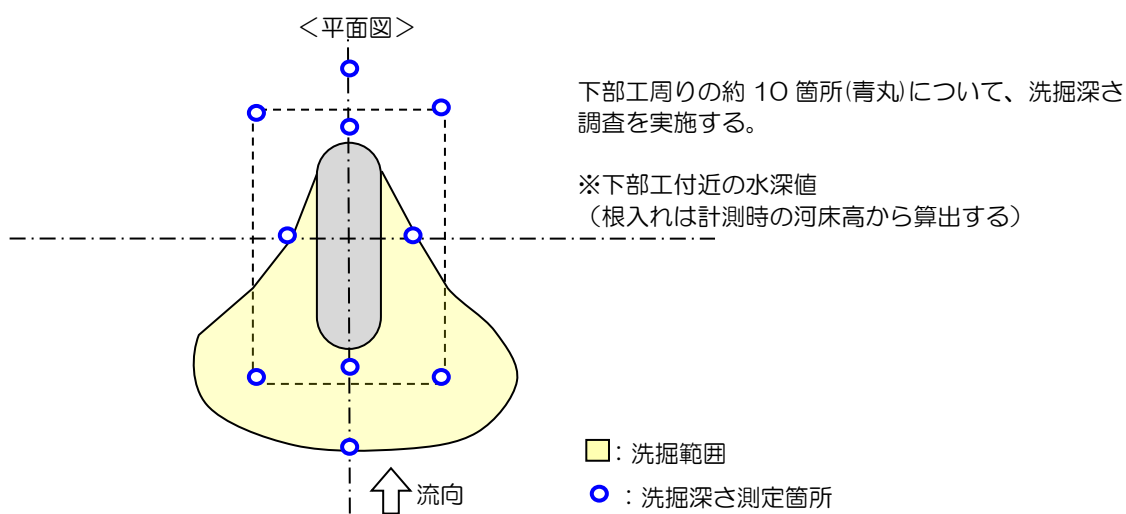 ＜平面図＞
下部工周りの約 10 箇所(青丸)について、洗掘深さ
調査を実施する。
※下部工付近の水深値
（根入れは計測時の河床高から算出する）
：洗掘範囲
：洗掘深さ測定箇所
流向